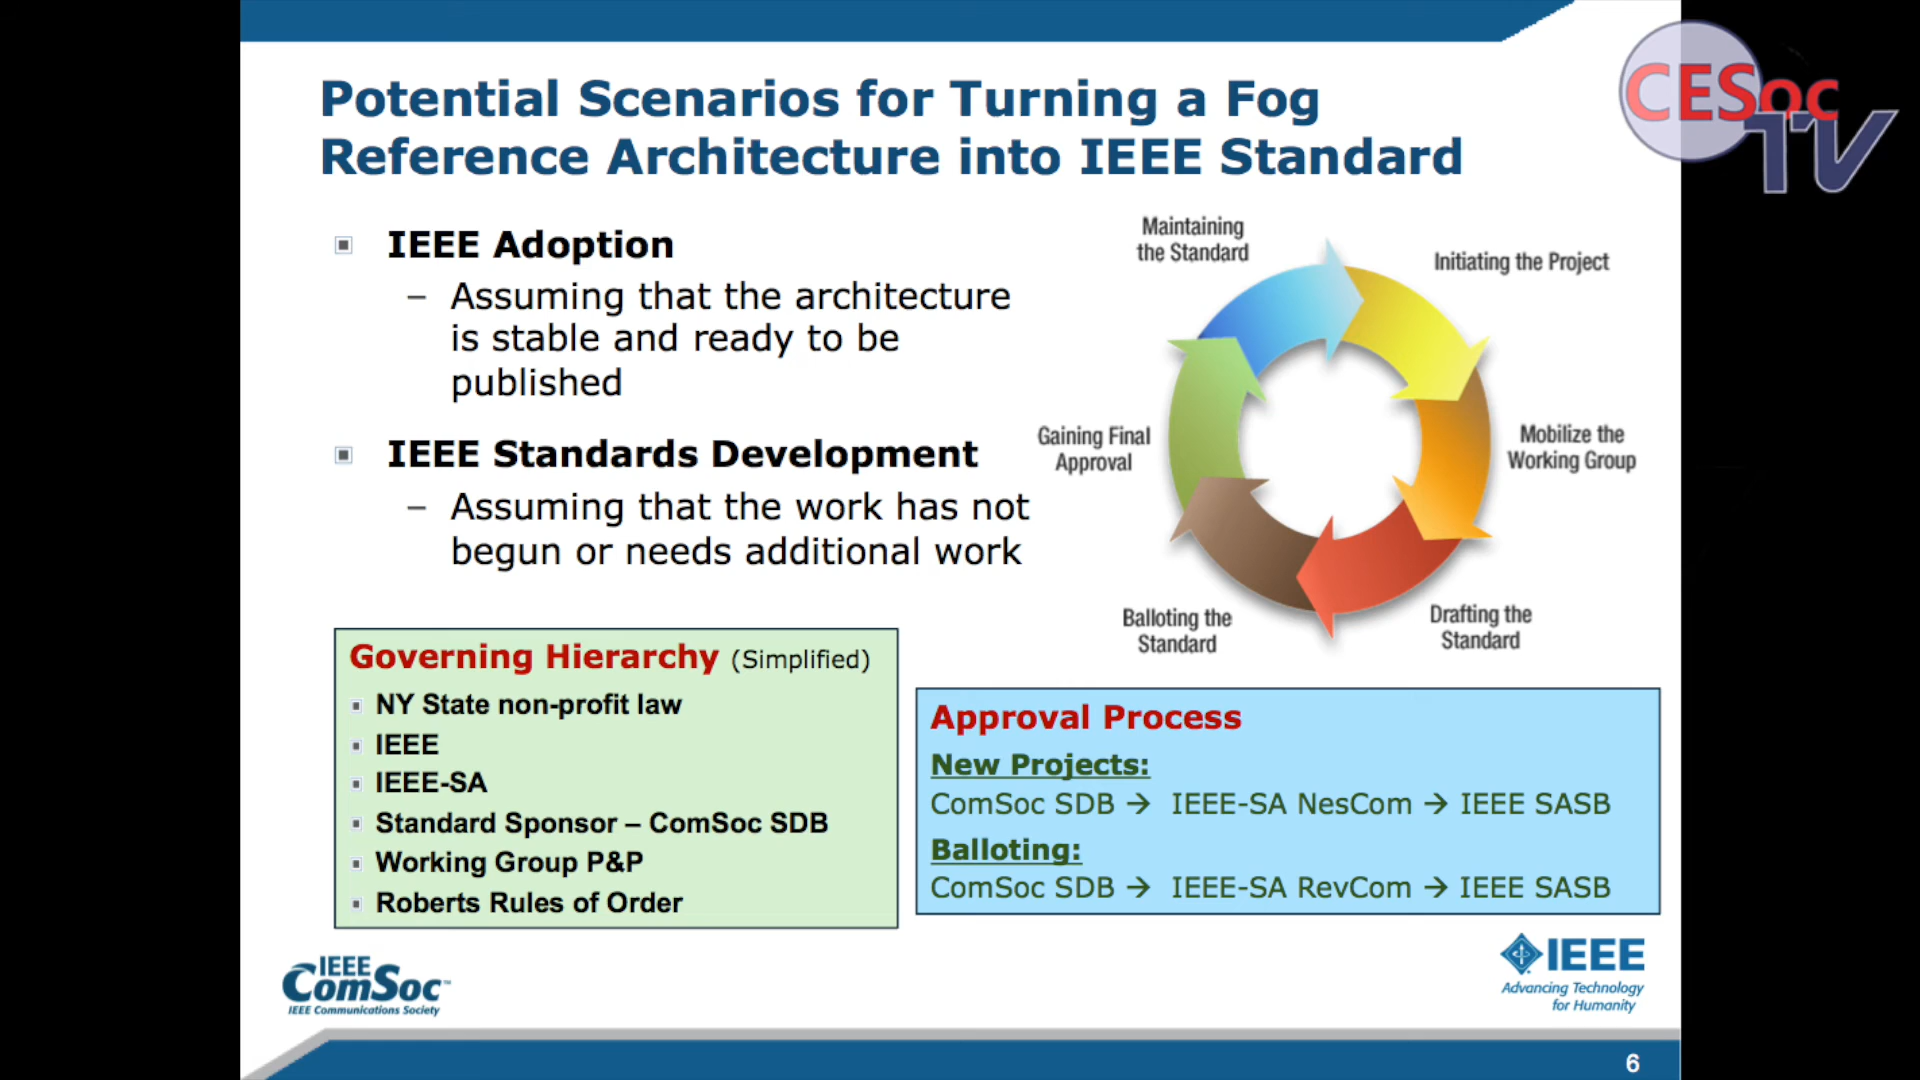 Potential Scenarios for Turning a Fog
Reference Architecture into IEEE Standard
CESoc
TV
IEEE Adoption
– Assuming that the architecture
is stable and ready to be
published
IEEE Standards Development
– Assuming that the work has not
begun or needs additional work
Maintaining
the Standard
Initiating the Project
Mobilize the
Working Group
Drafting the
Standard
Balloting the
Standard
Gaining Final
Approval
Governing Hierarchy (Simplified)
NY State non-profit law
IEEE
IEEE-SA
Standard Sponsor – ComSoc SDB
Working Group P&P
Roberts Rules of Order
Approval Process
New Projects:
ComSoc SDB → IEEE-SA NesCom → IEEE SASB
Balloting:
ComSoc SDB → IEEE-SA RevCom → IEEE SASB
IEEE
ComSoc™
IEEE Communications Society
IEEE
Advancing Technology
for Humanity
6